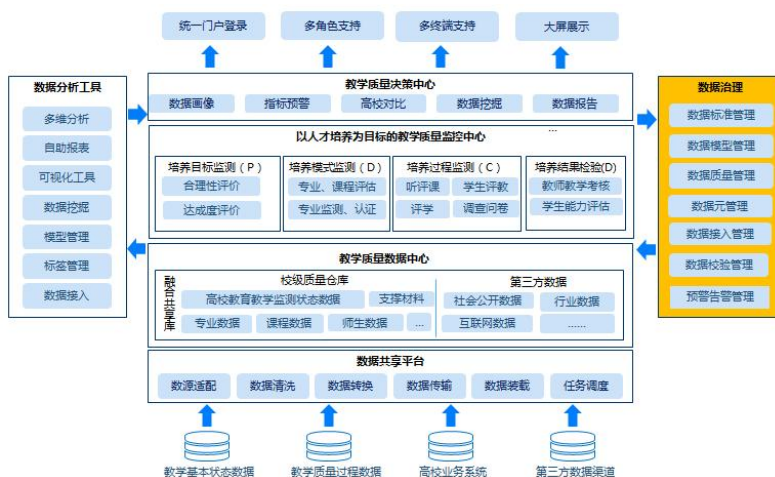 统一门户登录
多角色支持
多终端支持
大屏展示
数据分析工具
多维分析
自助报表
可视化工具
数据挖掘
模型管理
标签管理
数据接入
教学质量决策中心
数据画像
指标预警
高校对比
数据挖掘
数据报告
...
以人才培养为目标的教学质量监控中心
培养目标监测(P)
合理性评价
达成度评价
培养模式监测(D)
专业、课程评估
专业监测、认证
培养过程监测(C)
听评课
学生评教
评学
调查问卷
培养结果检验(D)
教师教学考核
学生能力评估
教学质量数据中心
融合共享库
校级质量仓库
高校教育教学监测状态数据
支撑材料
专业数据
课程数据
师生数据
...
第三方数据
社会公开数据
行业数据
互联网数据
……
数据共享平台
数源适配
数据清洗
数据转换
数据传输
数据装载
任务调度
教学基本状态数据
教学质量过程数据
高校业务系统
第三方数据渠道
数据治理
数据标准管理
数据模型管理
数据质量管理
数据元管理
数据接入管理
数据校验管理
预警告警管理